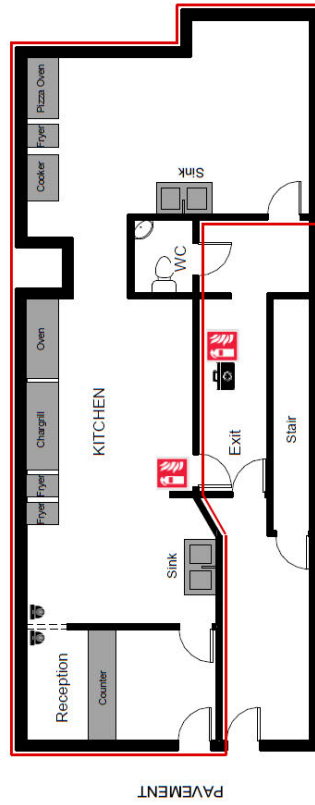 Pizza Oven
Fryer
Cooker
Sink
WC
Oven
Chargrill
Fryer
Fryer
KITCHEN
Exit
Stair
Sink
Reception
Counter
PAVEMENT